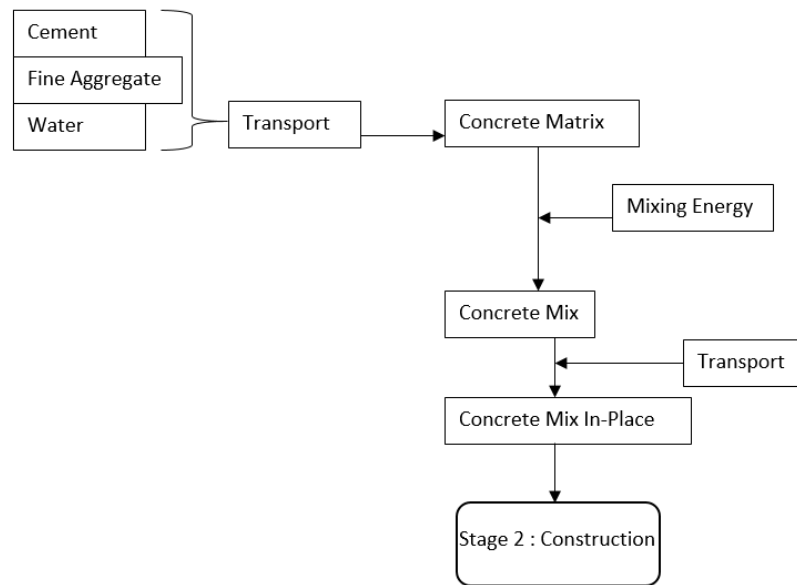 Cement
Fine Aggregate
Water
Transport
Concrete Matrix
Mixing Energy
Concrete Mix
Transport
Concrete Mix In-Place
Stage 2 : Construction